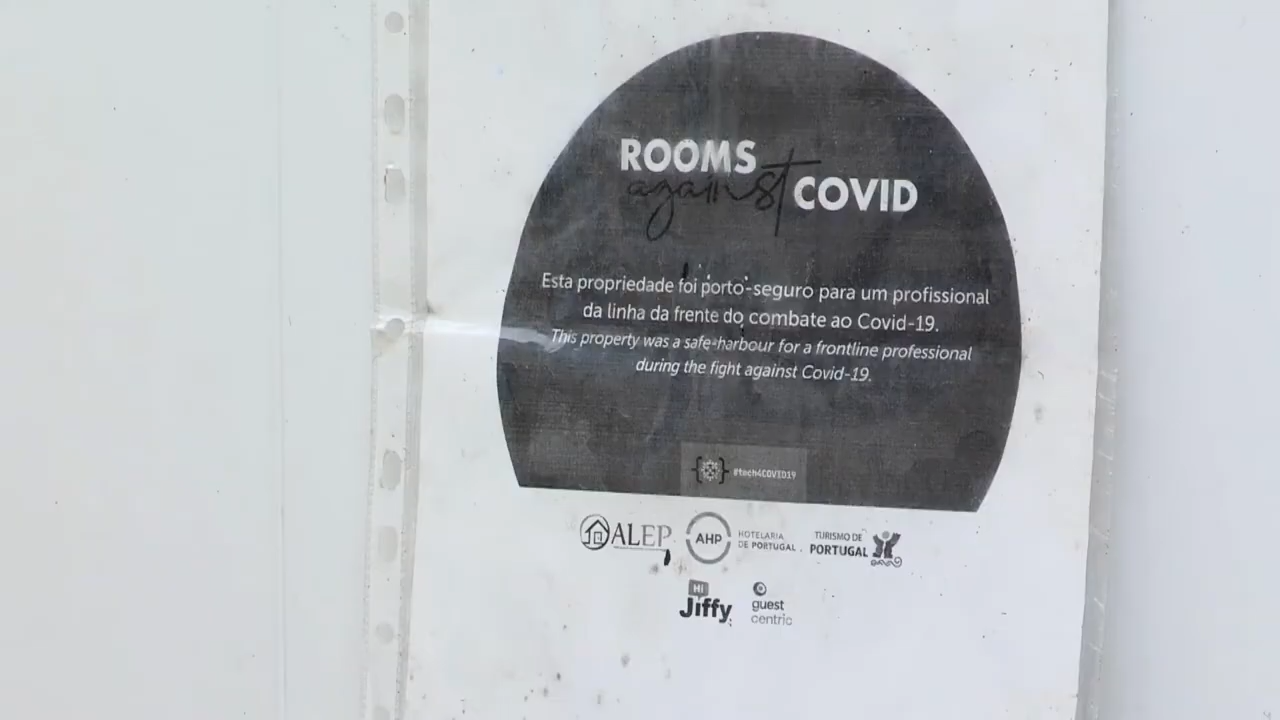 ROOMS
against COVID
Esta propriedade foi porto-seguro para um profissional
da linha da frente do combate ao Covid-19.
This property was a safe-harbour for a frontline professional
during the fight against Covid-19.
#tech4COVID19
ALEP
AHP
HOTELARIA
DE PORTUGAL
TURISMO DE
PORTUGAL
HI
Jiffy
guest
centric